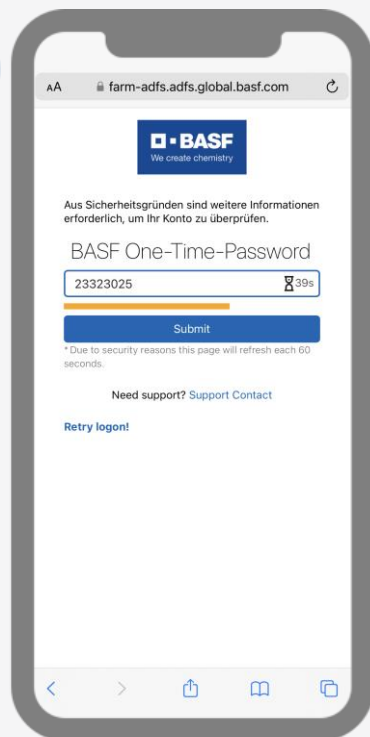 AA farm-adfs.adfs.global.basf.com
BASF
We create chemistry
Aus Sicherheitsgründen sind weitere Informationen
erforderlich, um Ihr Konto zu überprüfen.
BASF One-Time-Password
23323025 39s
Submit
* Due to security reasons this page will refresh each 60
seconds.
Need support? Support Contact
Retry logon!